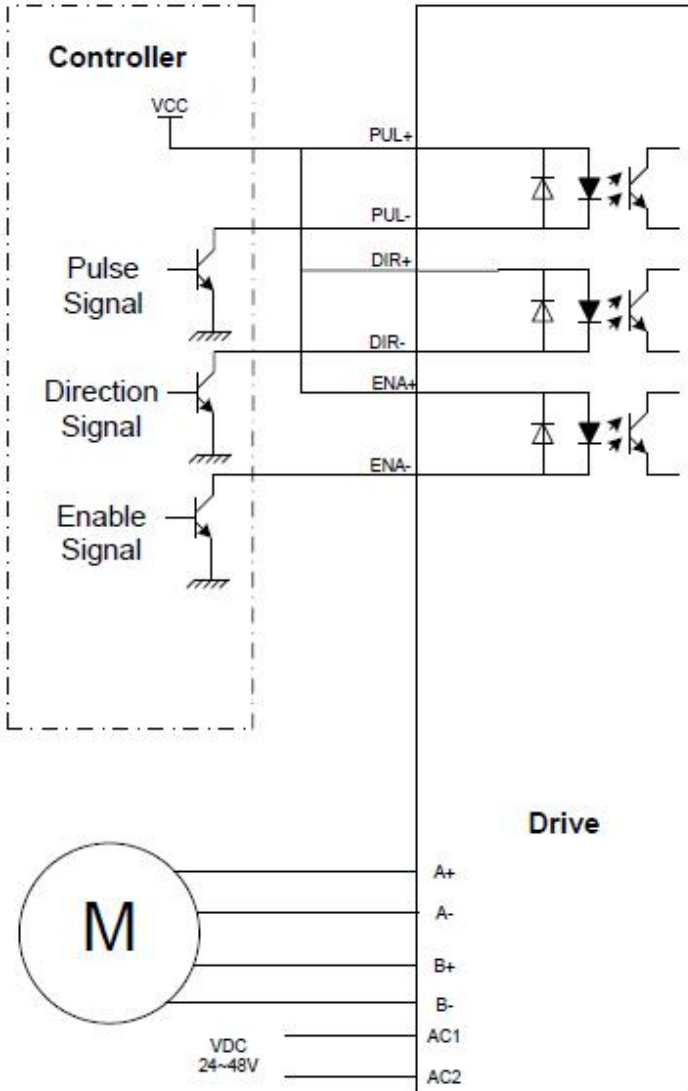 Controller
VCC
PUL+
PUL-
Pulse
Signal
DIR+
DIR-
Direction
Signal
ENA+
ENA-
Enable
Signal
Drive
M
A+
A-
B+
B-
VDC
24~48V
AC1
AC2